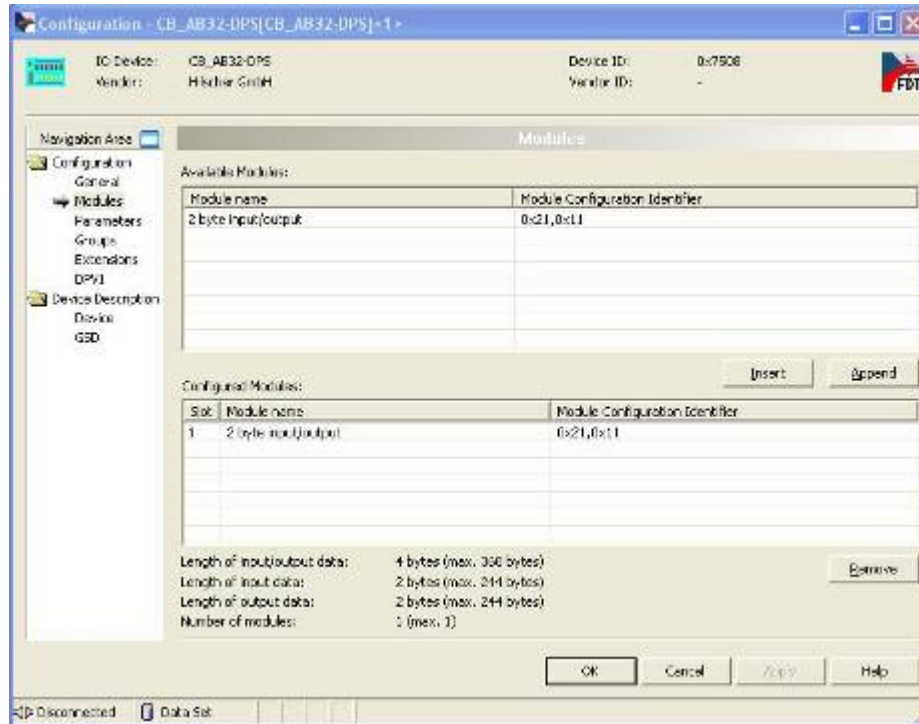 Configuration - CB_AB32-DPS[CB_AB32-DPS]<1>
IO Device: CB_AB32-DPS Device ID: 0x7508
Vendor: Hilscher GmbH Vendor ID: -
FDT
Navigation Area Modules
Configuration
General
Modules
Parameters
Groups
Extensions
DPV1
Device Description
Device
GSD
Available Modules:
Module name Module Configuration Identifier
2 byte input/output 0x21,0x11
Insert Append
Configured Modules:
Slot Module name Module Configuration Identifier
1 2 byte input/output 0x21,0x11
Length of input/output data: 4 bytes (max. 368 bytes)
Length of input data: 2 bytes (max. 244 bytes)
Length of output data: 2 bytes (max. 244 bytes)
Number of modules: 1 (max. 1)
Remove
OK Cancel Apply Help
Disconnected Data Set